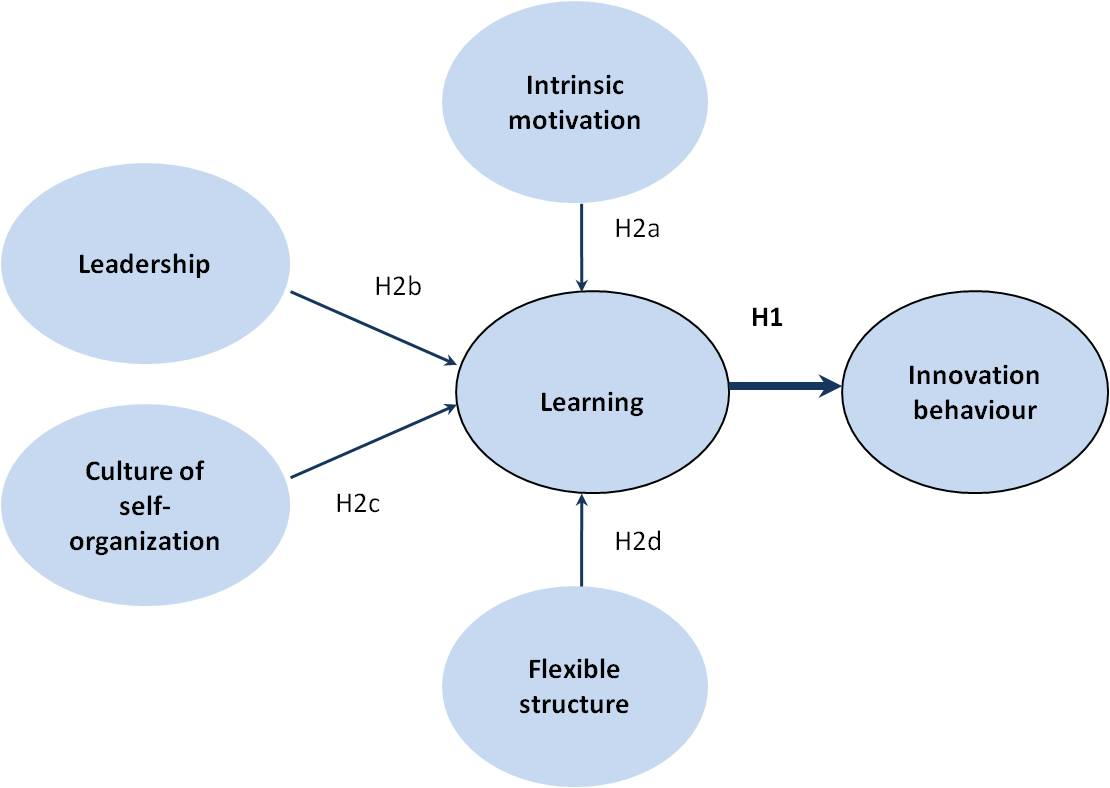 Intrinsic
motivation
H2a
Leadership
H2b
H1
Learning
Innovation
behaviour
Culture of
self-
organization
H2c
H2d
Flexible
structure